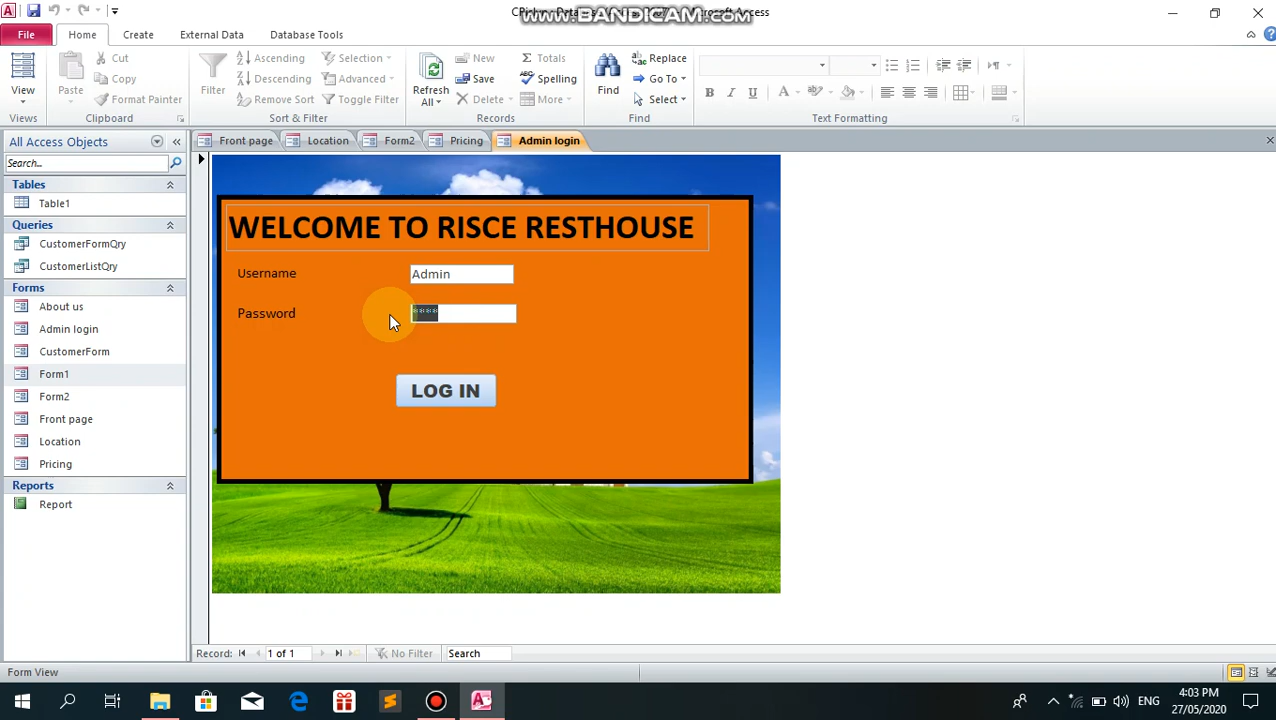 www.BANDICAM.com
File
Home
Create
External Data
Database Tools
View
Views
Paste
Cut
Copy
Format Painter
Clipboard
Filter
Ascending
Descending
Remove Sort
Selection
Advanced
Toggle Filter
Sort & Filter
Refresh
All
New
Save
Delete
Totals
Spelling
More
Records
Find
Replace
Go To
Select
Find
Text Formatting
All Access Objects
Search..
Tables
Table1
Queries
CustomerFormQry
CustomerListQry
Forms
About us
Admin login
CustomerForm
Form1
Form2
Front page
Location
Pricing
Reports
Report
Front page
Location
Form2
Pricing
Admin login
WELCOME TO RISCE RESTHOUSE
Username
Admin
Password
****
LOG IN
Record:
1 of 1
No Filter
Search
Form View
ENG
4:03 PM
27/05/2020